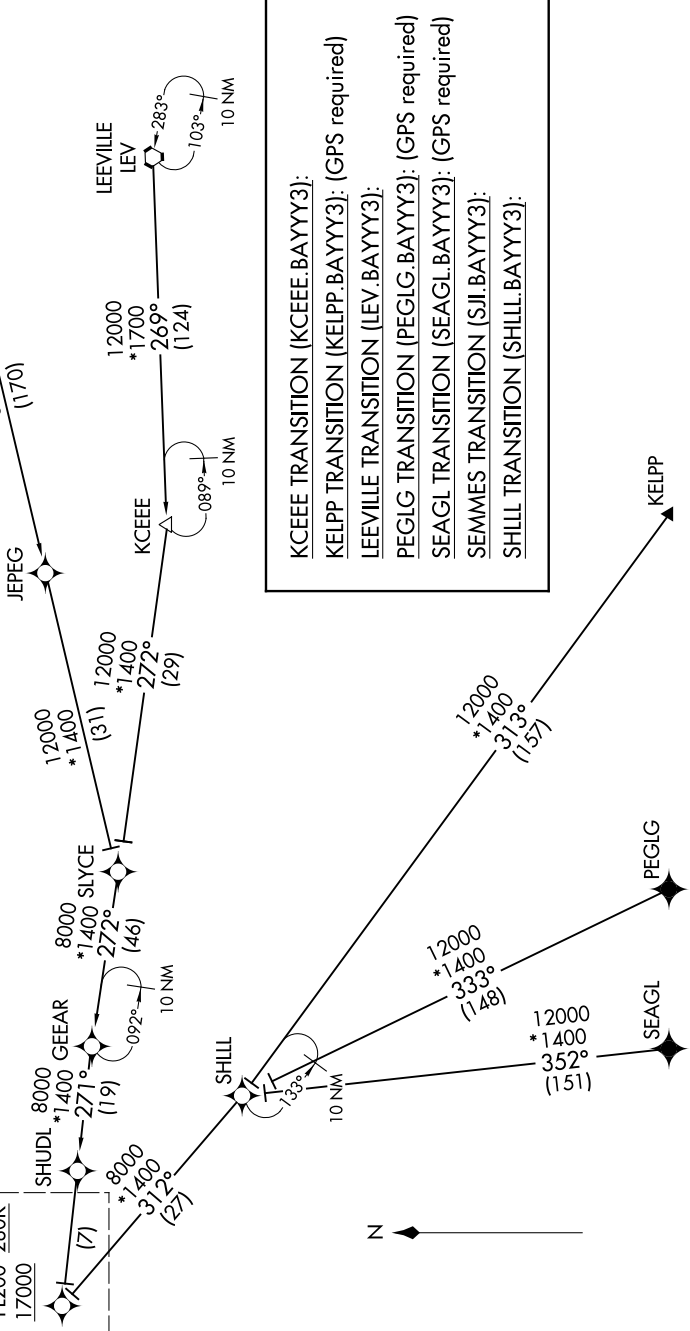 (170)
JEPEG
12000
*1400
(31)
LEEVILLE
LEV
283°
103°
10 NM
12000
*1700
269°
(124)
KCEEE
089°
10 NM
12000
*1400
272°
(29)
SLYCE
8000
*1400
272°
(46)
GEEAR
092°
10 NM
8000
*1400
271°
(19)
SHUDL
(7)
17000
8000
*1400
312°
(27)
SHLLL
133°
10 NM
12000
*1400
313°
(157)
KELPP
12000
*1400
333°
(148)
PEGLG
12000
*1400
352°
(151)
SEAGL
N
KCEEE TRANSITION (KCEEE.BAYYY3):
KELPP TRANSITION (KELPP.BAYYY3): (GPS required)
LEEVILLE TRANSITION (LEV.BAYYY3):
PEGLG TRANSITION (PEGLG.BAYYY3): (GPS required)
SEAGL TRANSITION (SEAGL.BAYYY3): (GPS required)
SEMMES TRANSITION (SJI.BAYYY3):
SHLLL TRANSITION (SHLLL.BAYYY3):